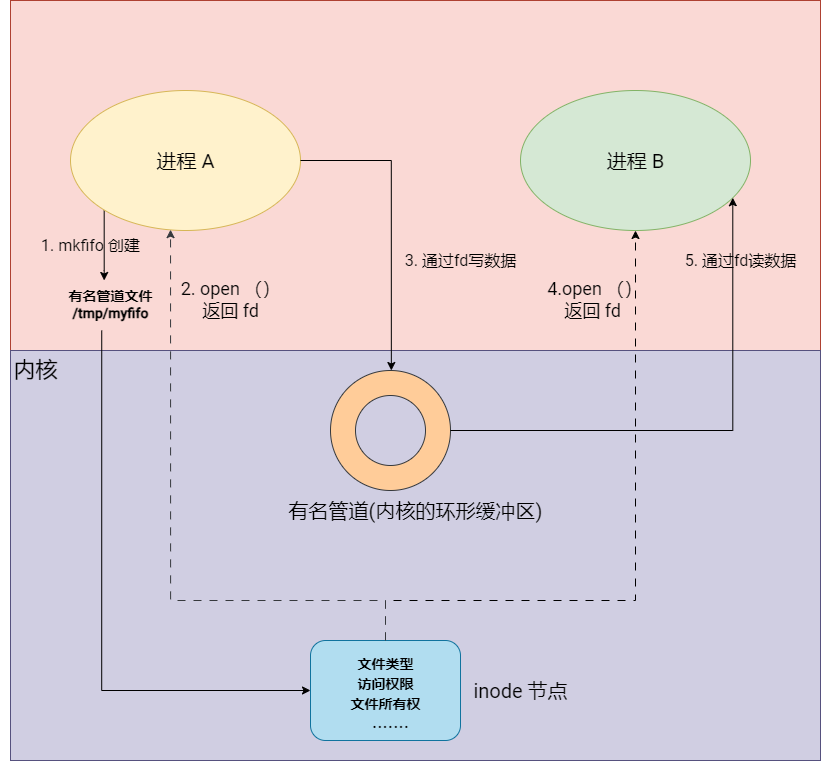 进程 A
进程 B
1. mkfifo 创建
有名管道文件
/tmp/myfifo
2. open （）
返回 fd
3. 通过fd写数据
4.open （）
返回 fd
5. 通过fd读数据
内核
有名管道(内核的环形缓冲区)
文件类型
访问权限
文件所有权
.......
inode 节点